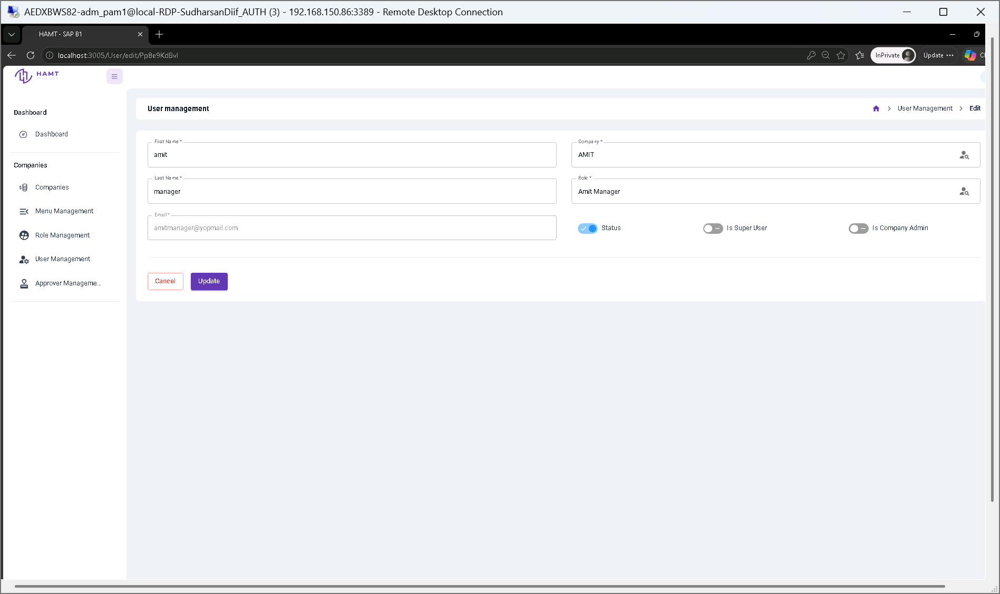 AEDXBWS82-adm_pam1@local-RDP-SudharsanDiif_AUTH (3) - 192.168.150.86:3389 - Remote Desktop Connection
HAMT - SAP B1
localhost:3005/User/edit/Pp8e9KdBvl
InPrivate
Update
HAMT
INFOTECH
Dashboard
Dashboard
Companies
Companies
Menu Management
Role Management
User Management
Approver Manageme...
User management
User Management
Edit
First Name *
amit
Company *
AMIT
Last Name *
manager
Role *
Amit Manager
Email *
amitmanager@yopmail.com
Status
Is Super User
Is Company Admin
Cancel
Update